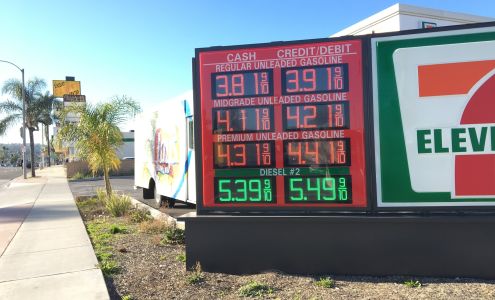 CASH CREDIT/DEBIT
REGULAR UNLEADED GASOLINE
3.81 9/10 3.91 9/10
MIDGRADE UNLEADED GASOLINE
4.11 9/10 4.21 9/10
PREMIUM UNLEADED GASOLINE
4.31 9/10 4.41 9/10
DIESEL #2
5.39 9/10 5.49 9/10
ELEVE